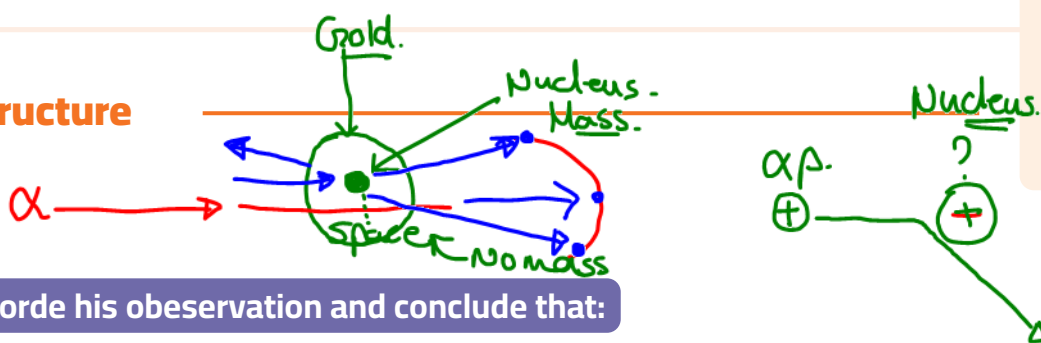 Gold.
ructure
Nucleus.
Mass.
Nucleus.
?
αp.
+
+
α
space
No mass
orde his obeservation and conclude that: